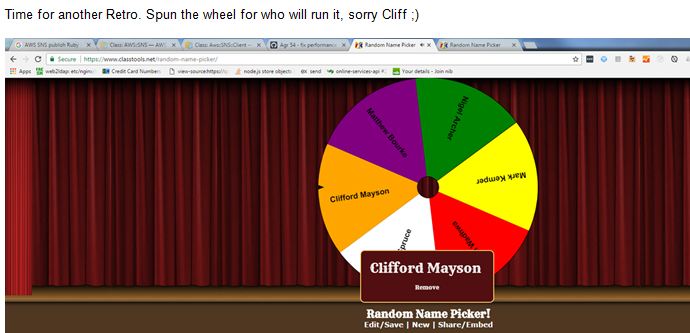 Time for another Retro. Spun the wheel for who will run it, sorry Cliff ;)
AWS SNS publish Ruby
Class: AWS::SNS — AWS
Class: Aws::SNS::Client —
Agr 54 - fix performance
Random Name Picker
Random Name Picker
Secure | https://www.classtools.net/random-name-picker/
Apps
web2ldap: etc/nginx/
Credit Card Numbers
view-source:https://
node.js store objects
ex send
online-services-api
Your details - Join nib
Nigel Archer
Matthew Bourke
Mark Kemper
Clifford Mayson
Wadhwa
pruce
Clifford Mayson
Remove
Random Name Picker!
Edit/Save | New | Share/Embed